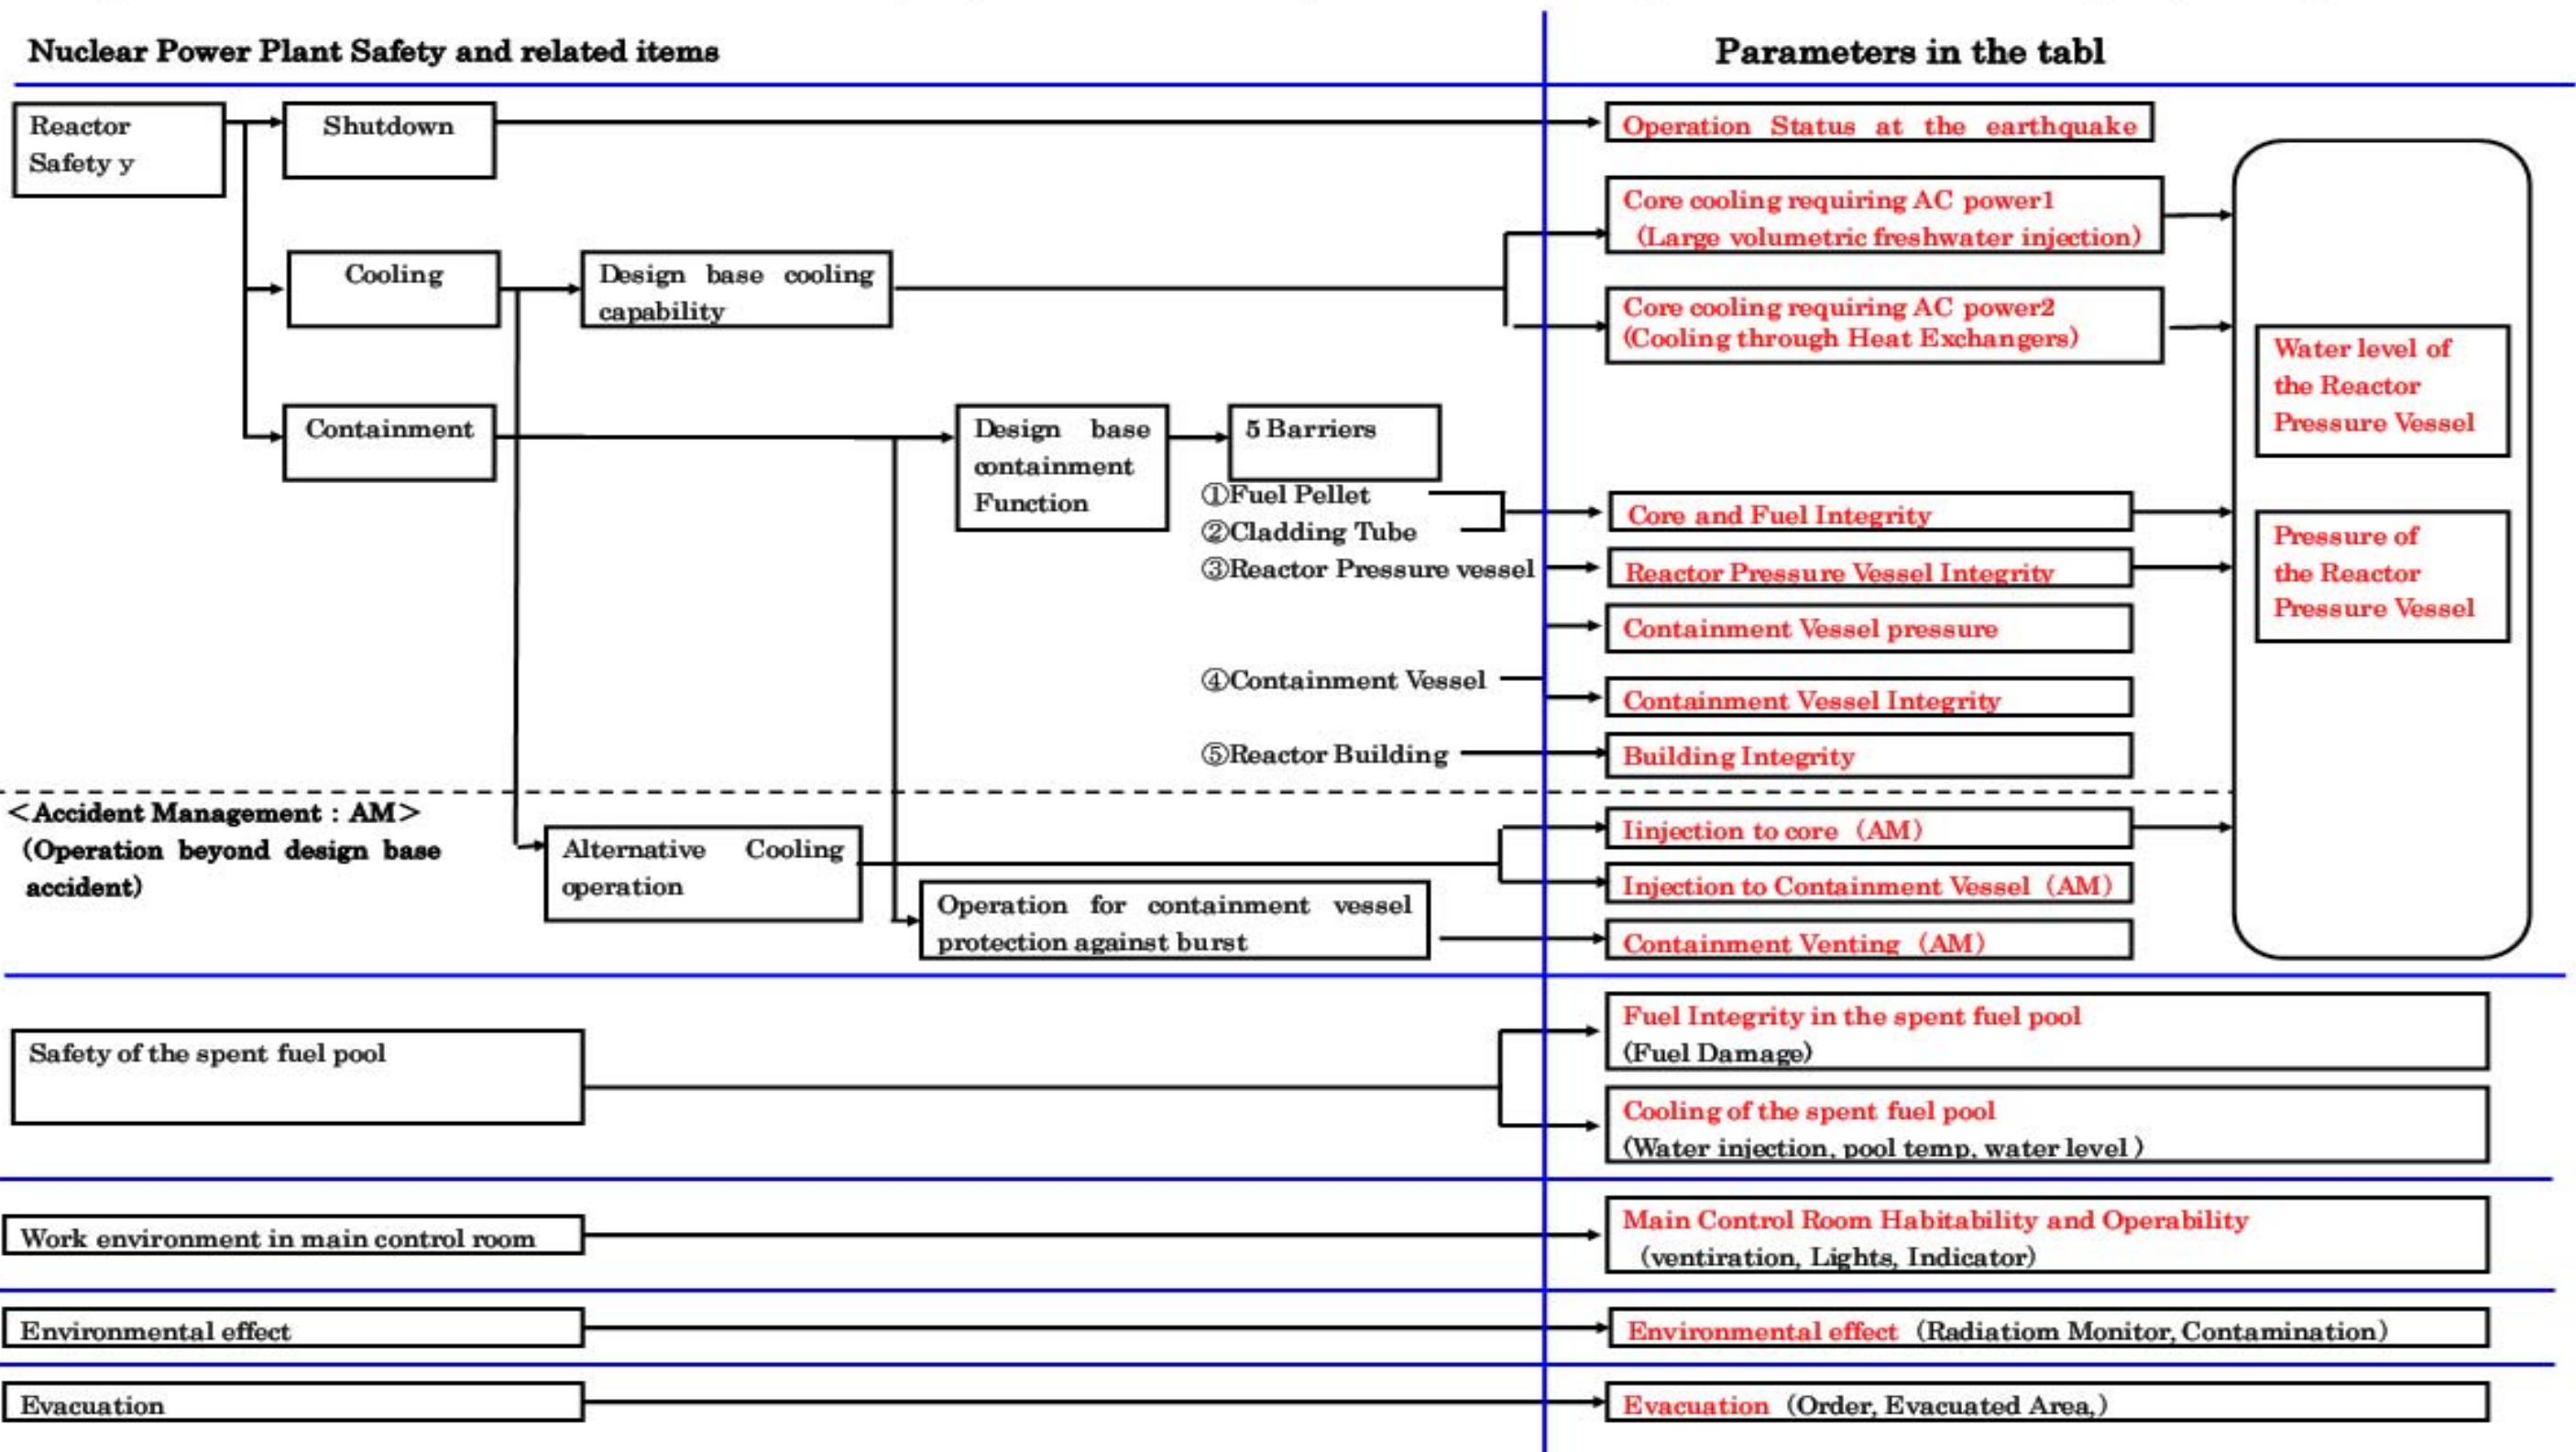 Nuclear Power Plant Safety and related items
Parameters in the tabl
Reactor
Safety y
Shutdown
Operation Status at the earthquake
Core cooling requiring AC power1
(Large volumetric freshwater injection)
Cooling
Design base cooling
capability
Core cooling requiring AC power2
(Cooling through Heat Exchangers)
Water level of
the Reactor
Pressure Vessel
Containment
Design base
containment
Function
5 Barriers
①Fuel Pellet
②Cladding Tube
③Reactor Pressure vessel
④Containment Vessel
⑤Reactor Building
Core and Fuel Integrity
Reactor Pressure Vessel Integrity
Containment Vessel pressure
Containment Vessel Integrity
Building Integrity
Pressure of
the Reactor
Pressure Vessel
<Accident Management : AM>
(Operation beyond design base
accident)
Alternative Cooling
operation
Operation for containment vessel
protection against burst
Iinjection to core (AM)
Injection to Containment Vessel (AM)
Containment Venting (AM)
Safety of the spent fuel pool
Fuel Integrity in the spent fuel pool
(Fuel Damage)
Cooling of the spent fuel pool
(Water injection, pool temp, water level )
Work environment in main control room
Main Control Room Habitability and Operability
(ventiration, Lights, Indicator)
Environmental effect
Environmental effect (Radiatiom Monitor, Contamination)
Evacuation
Evacuation (Order, Evacuated Area,)